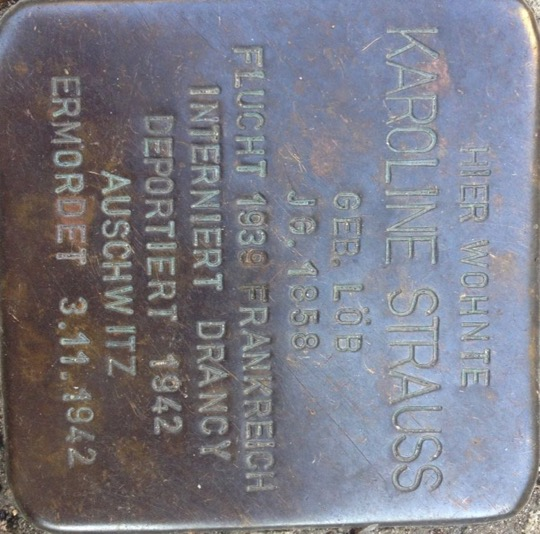 HIER WOHNTE
KAROLINE STRAUSS
GEB. LÖB
JG. 1858
FLUCHT 1939 FRANKREICH
INTERNIERT DRANCY
DEPORTIERT 1942
AUSCHWITZ
ERMORDET 3.11.1942